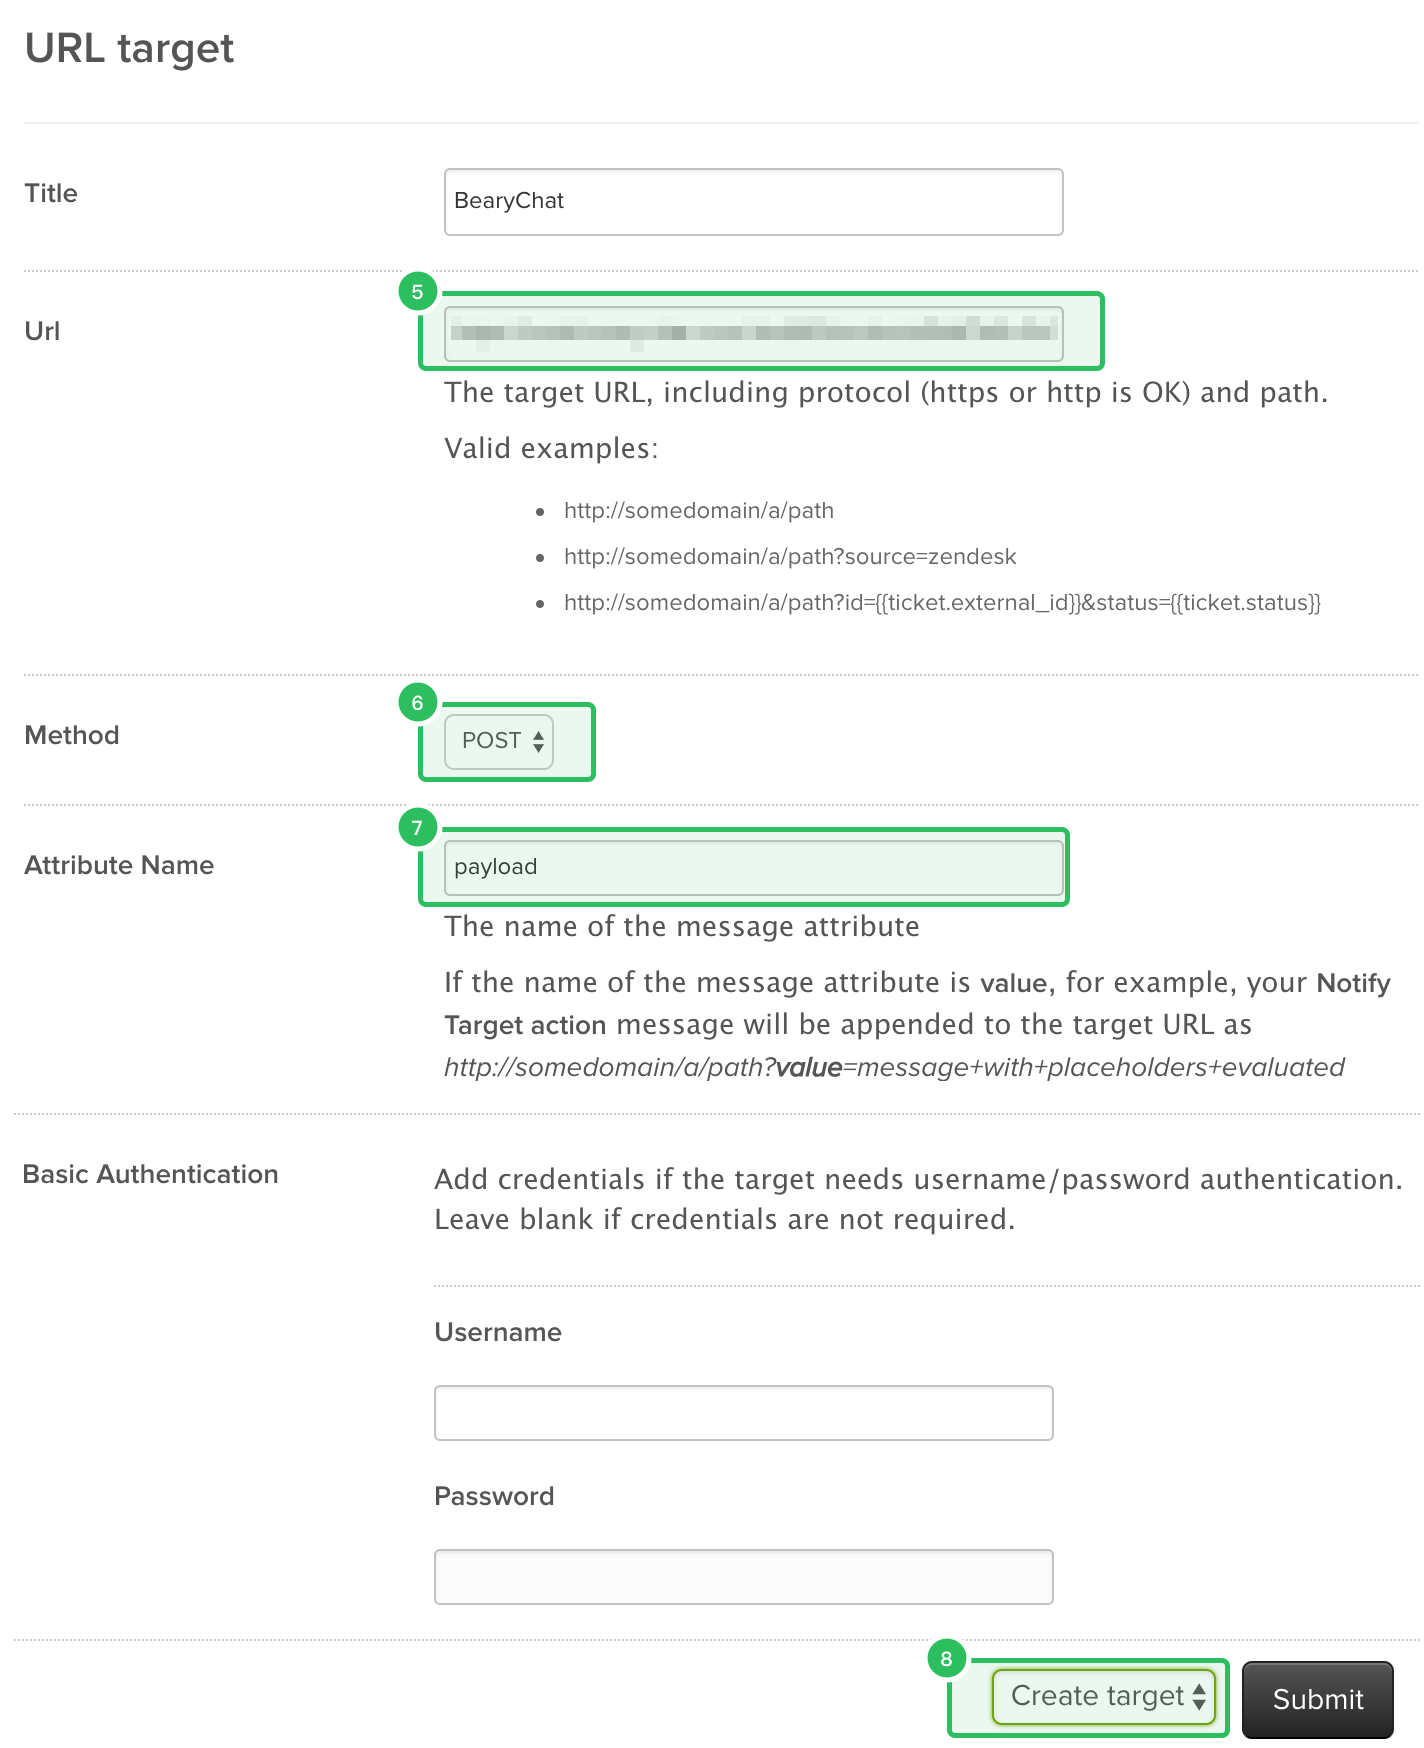 URL target
Title
BearyChat
5
Url
The target URL, including protocol (https or http is OK) and path.
Valid examples:
• http://somedomain/a/path
• http://somedomain/a/path?source=zendesk
• http://somedomain/a/path?id={{ticket.external_id}}&status={{ticket.status}}
6
Method
POST
7
Attribute Name
payload
The name of the message attribute
If the name of the message attribute is value, for example, your Notify
Target action message will be appended to the target URL as
http://somedomain/a/path?value=message+with+placeholders+evaluated
Basic Authentication
Add credentials if the target needs username/password authentication.
Leave blank if credentials are not required.
Username
Password
8
Create target
Submit